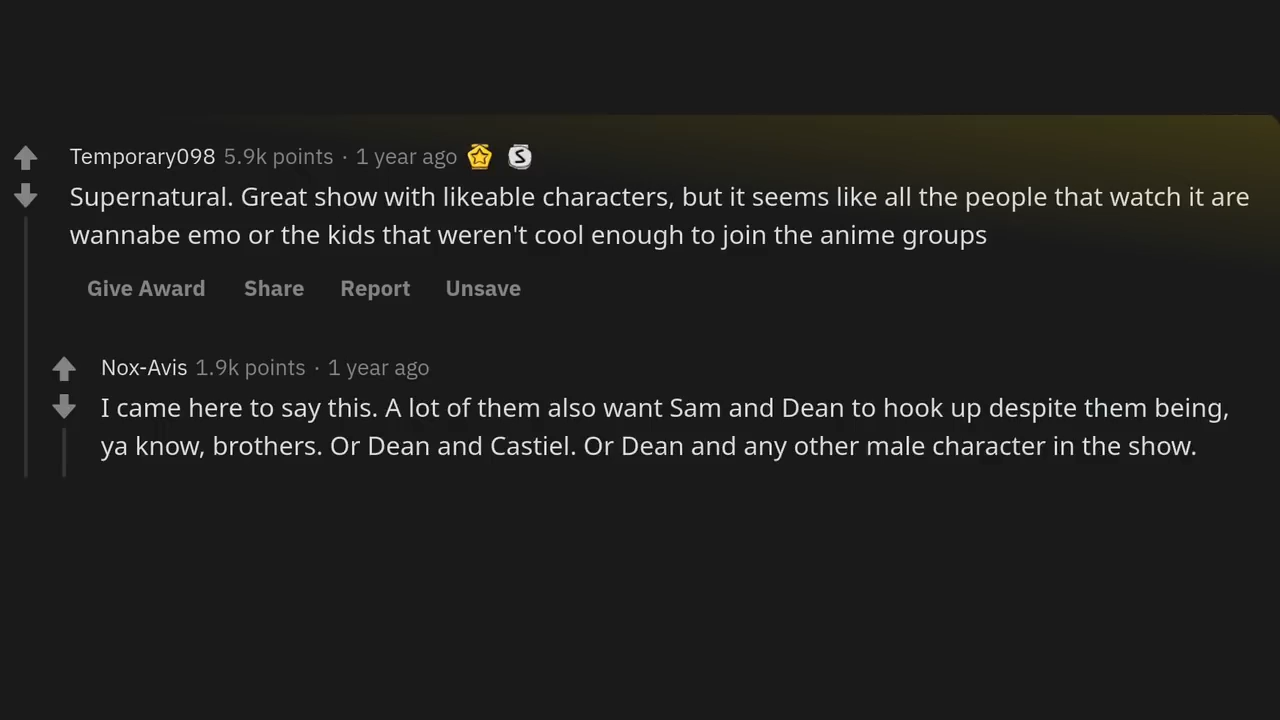 Temporary098 5.9k points · 1 year ago
Supernatural. Great show with likeable characters, but it seems like all the people that watch it are
wannabe emo or the kids that weren't cool enough to join the anime groups
Give Award Share Report Unsave
Nox-Avis 1.9k points · 1 year ago
I came here to say this. A lot of them also want Sam and Dean to hook up despite them being,
ya know, brothers. Or Dean and Castiel. Or Dean and any other male character in the show.